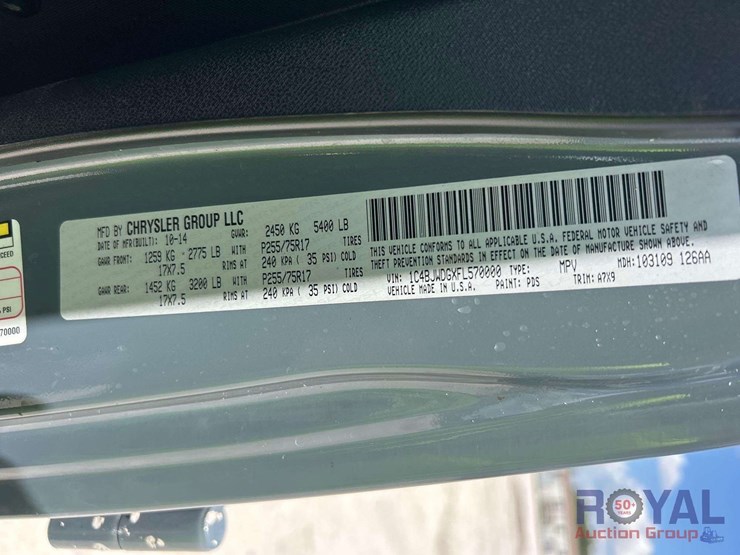 MFD BY CHRYSLER GROUP LLC
DATE OF MFR(BUILT): 10-14 GVWR: 2450 KG 5400 LB
GAWR FRONT: 1259 KG - 2775 LB WITH P255/75R17 TIRES
17X7.5 RIMS AT 240 KPA ( 35 PSI) COLD
GAWR REAR: 1452 KG 3200 LB WITH P255/75R17 TIRES
17X7.5 RIMS AT 240 KPA ( 35 PSI) COLD
THIS VEHICLE CONFORMS TO ALL APPLICABLE U.S.A. FEDERAL MOTOR VEHICLE SAFETY AND
THEFT PREVENTION STANDARDS IN EFFECT ON THE DATE OF MANUFACTURE SHOWN ABOVE.
VIN: 1C4BJWDGXFL570000 TYPE: MPV MDH: 103109 126AA
VEHICLE MADE IN U.S.A. PAINT: PDS TRIM: A7X9
CEED
PSI
70000
ROYAL
50+
YEARS
Auction Group